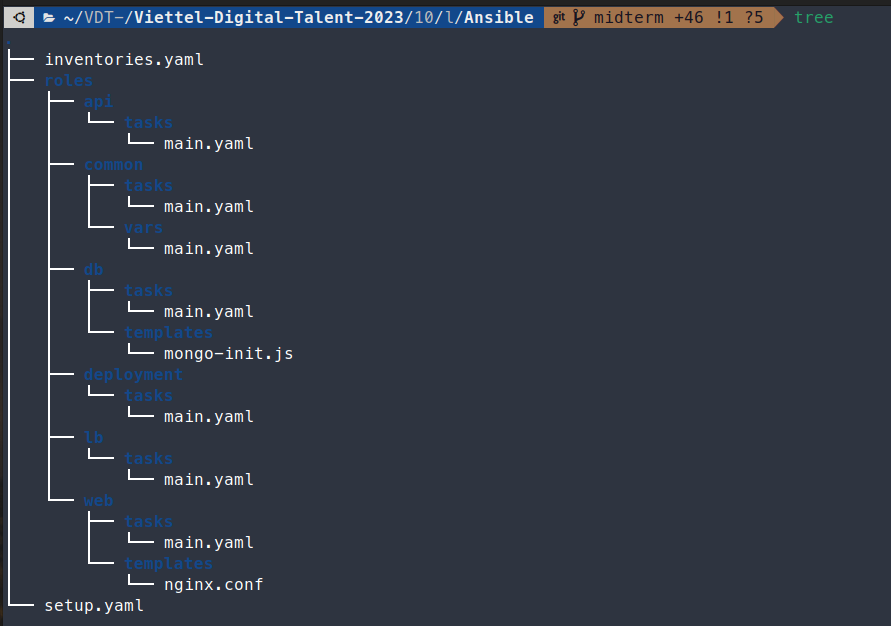 ~/VDT-/Viettel-Digital-Talent-2023/10/l/Ansible git midterm +46 !1 ?5 tree
.
├── inventories.yaml
├── roles
│   ├── api
│   │   └── tasks
│   │       └── main.yaml
│   ├── common
│   │   ├── tasks
│   │   │   └── main.yaml
│   │   └── vars
│   │       └── main.yaml
│   ├── db
│   │   ├── tasks
│   │   │   └── main.yaml
│   │   └── templates
│   │       └── mongo-init.js
│   ├── deployment
│   │   └── tasks
│   │       └── main.yaml
│   ├── lb
│   │   └── tasks
│   │       └── main.yaml
│   └── web
│       ├── tasks
│       │   └── main.yaml
│       └── templates
│           └── nginx.conf
└── setup.yaml